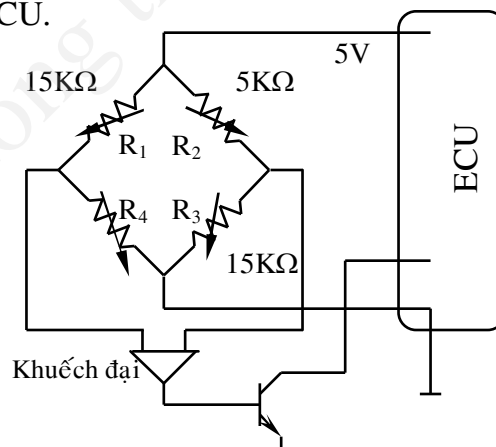 CU.
5V
15KΩ
5KΩ
R1
R2
R4
R3
15KΩ
ECU
Khuếch đại